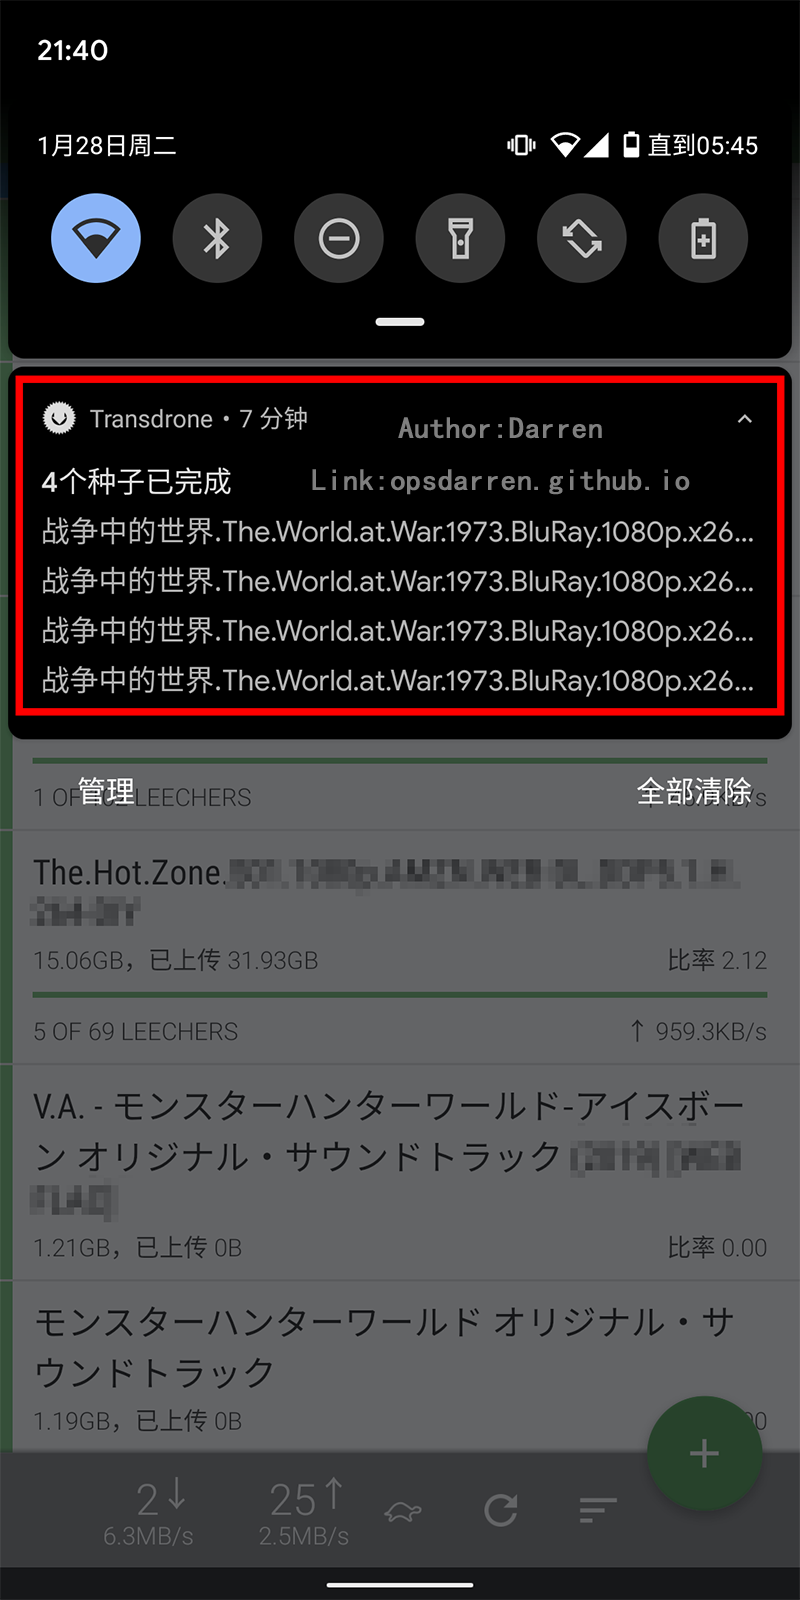 21:40
1月28日周二
直到05:45
Transdrone • 7 分钟
Author:Darren
4个种子已完成
Link:opsdarren.github.io
战争中的世界.The.World.at.War.1973.BluRay.1080p.x26...
战争中的世界.The.World.at.War.1973.BluRay.1080p.x26...
战争中的世界.The.World.at.War.1973.BluRay.1080p.x26...
战争中的世界.The.World.at.War.1973.BluRay.1080p.x26...
管理
全部清除
1 OF LEECHERS
The.Hot.Zone.
15.06GB，已上传 31.93GB
比率 2.12
5 OF 69 LEECHERS
↑ 959.3KB/s
V.A. - モンスターハンターワールド-アイスボー
ン オリジナル・サウンドトラック
1.21GB，已上传 0B
比率 0.00
モンスターハンターワールド オリジナル・サ
ウンドトラック
1.19GB，已上传 0B
2↓
25↑
6.3MB/s
2.5MB/s